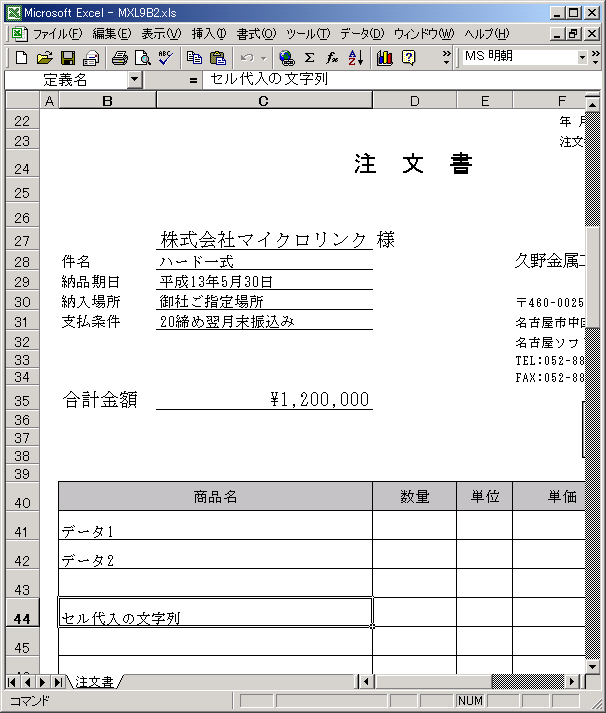 Microsoft Excel - MXL9B2.xls
ファイル(F) 編集(E) 表示(V) 挿入(I) 書式(O) ツール(T) データ(D) ウィンドウ(W) ヘルプ(H)
MS 明朝
定義名 = セル代入の文字列
A B C D E F
22 年 月
23 注文
24 注 文 書
25
26
27 株式会社マイクロリンク 様
28 件名 ハード一式 久野金属工
29 納品期日 平成13年5月30日
30 納入場所 御社ご指定場所 〒460-0025
31 支払条件 20締め翌月末振込み 名古屋市中区
32 名古屋ソフ
33 TEL:052-88
34 FAX:052-88
35 合計金額 ¥1,200,000
36
37
38
39
40 商品名 数量 単位 単価
41 データ1
42 データ2
43
44 セル代入の文字列
45
注文書
コマンド NUM